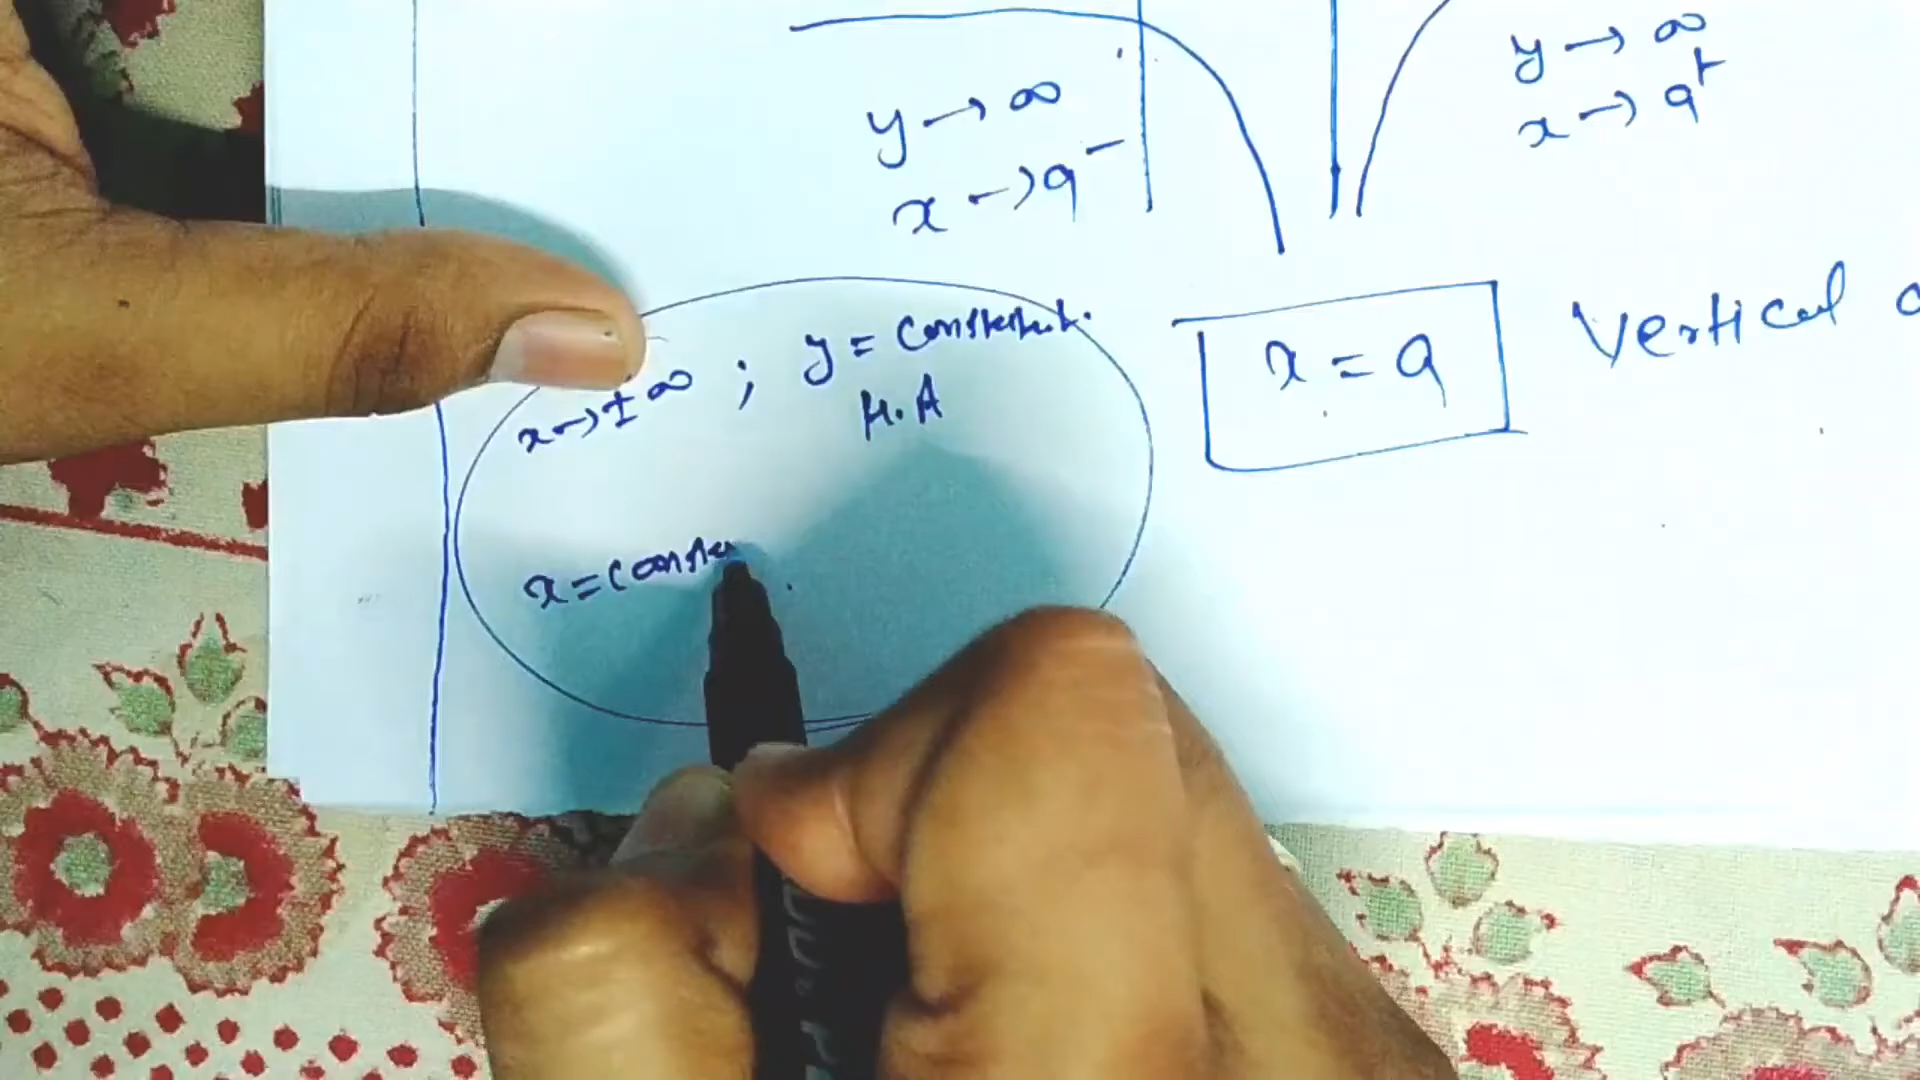 y → ∞
x → a⁻
y → ∞
x → a⁺
x → ± ∞ ; y = constant.
H.A
x = a
Vertical
x = consta